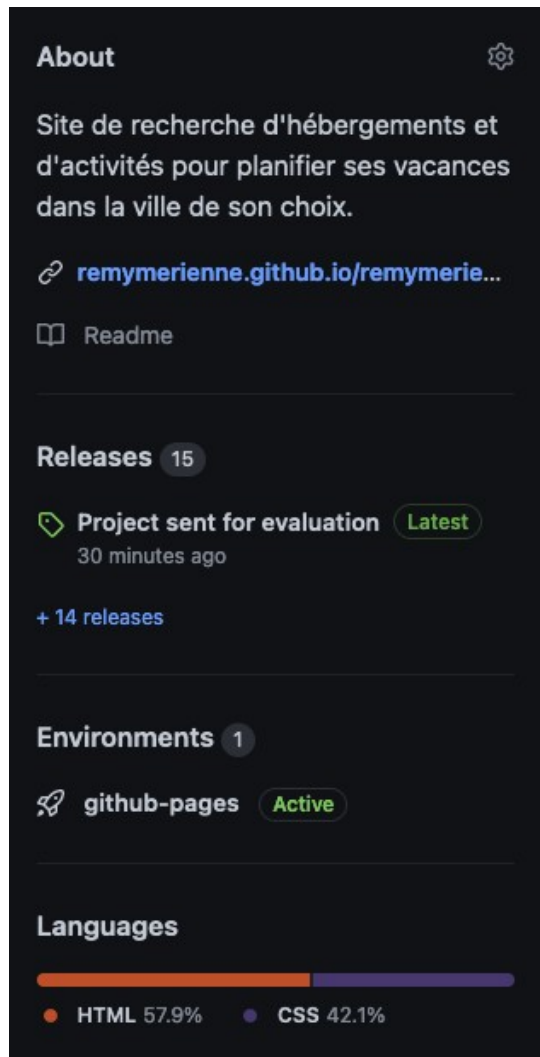 About
Site de recherche d'hébergements et
d'activités pour planifier ses vacances
dans la ville de son choix.
remymerienne.github.io/remymerie...
Readme
Releases 15
Project sent for evaluation Latest
30 minutes ago
+ 14 releases
Environments 1
github-pages Active
Languages
HTML 57.9% CSS 42.1%